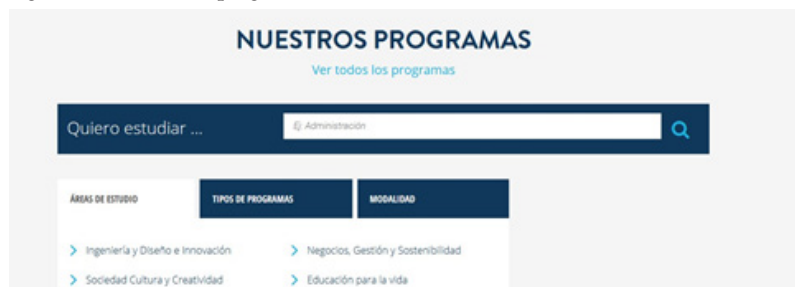 NUESTROS PROGRAMAS
Ver todos los programas
Quiero estudiar ...
Ej: Administración
ÁREAS DE ESTUDIO TIPOS DE PROGRAMAS MODALIDAD
Ingeniería y Diseño e Innovación Negocios, Gestión y Sostenibilidad
Sociedad Cultura y Creatividad Educación para la vida